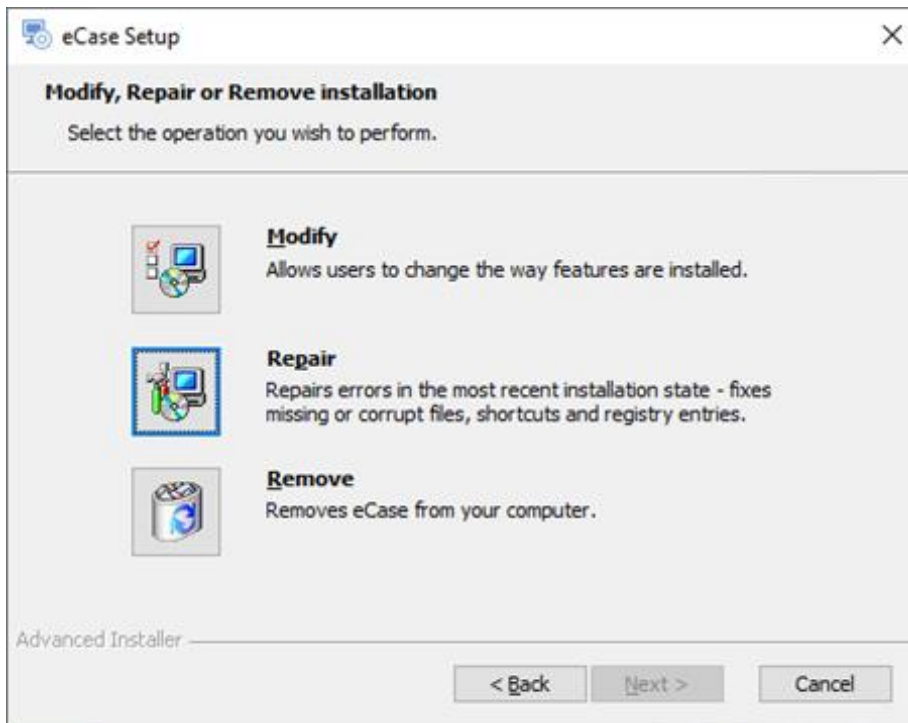 eCase Setup
Modify, Repair or Remove installation
Select the operation you wish to perform.
Modify
Allows users to change the way features are installed.
Repair
Repairs errors in the most recent installation state - fixes
missing or corrupt files, shortcuts and registry entries.
Remove
Removes eCase from your computer.
Advanced Installer
< Back
Next >
Cancel